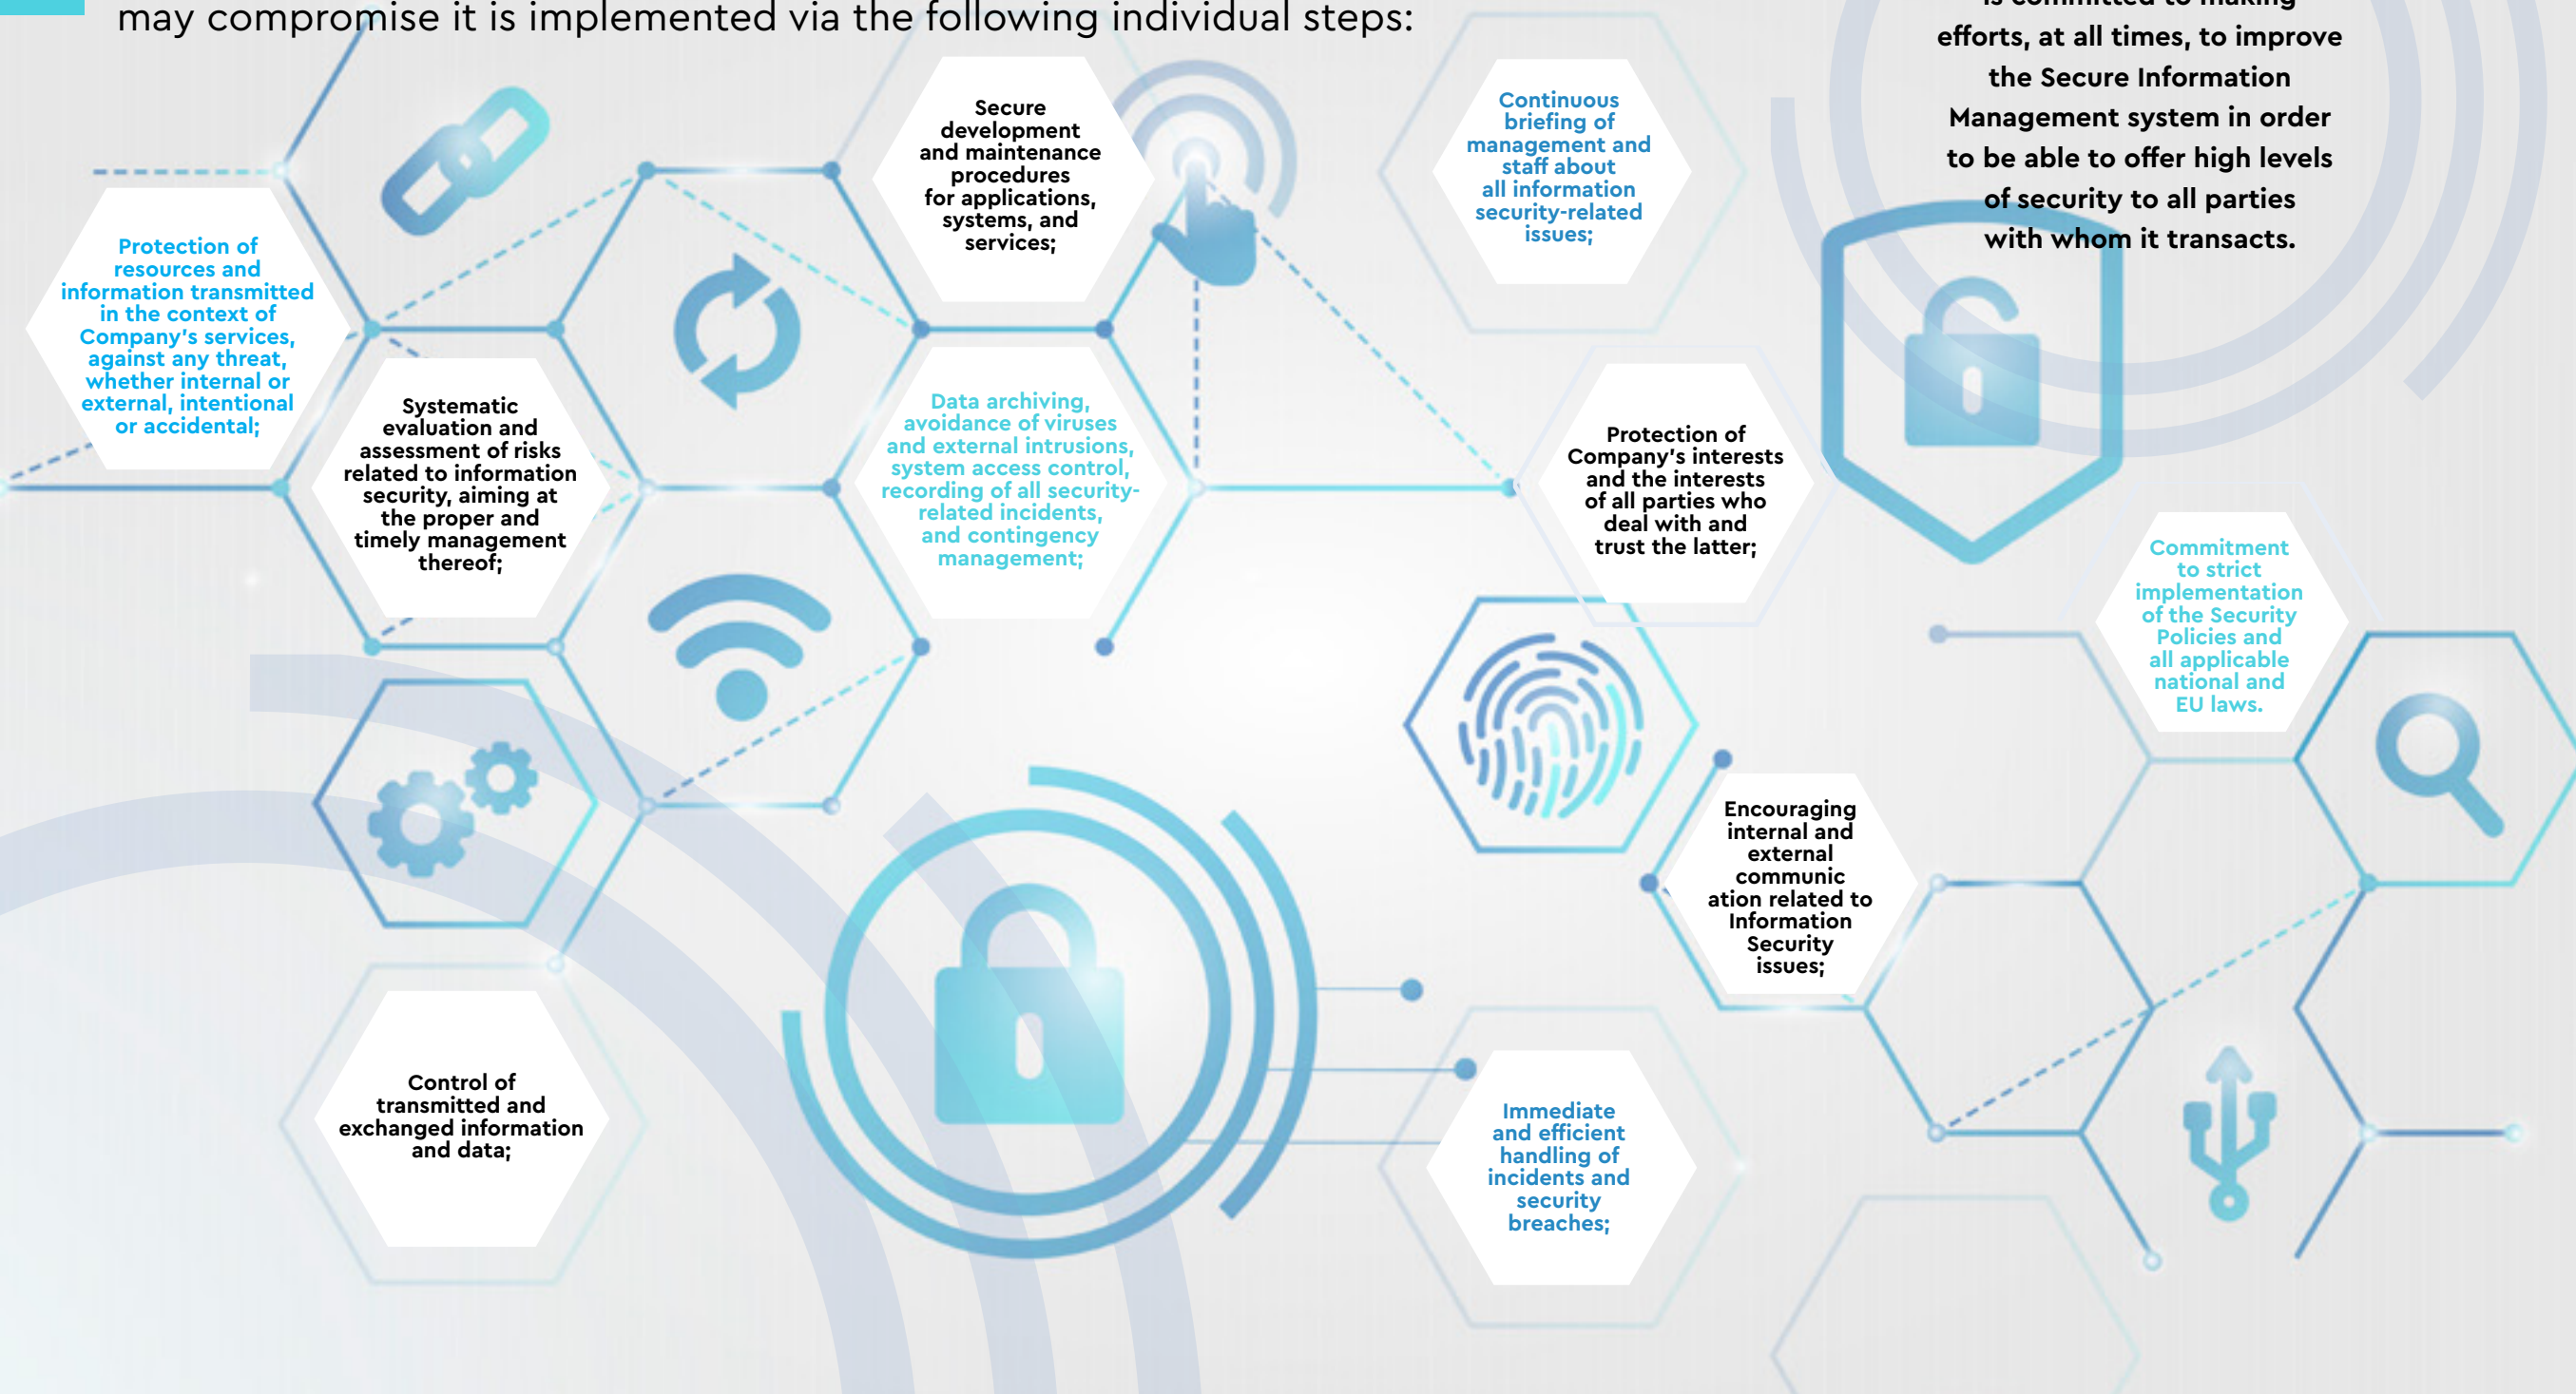 may compromise it is implemented via the following individual steps:
is committed to making
efforts, at all times, to improve
the Secure Information
Management system in order
to be able to offer high levels
of security to all parties
with whom it transacts.
Protection of
resources and
information transmitted
in the context of
Company's services,
against any threat,
whether internal or
external, intentional
or accidental;
Systematic
evaluation and
assessment of risks
related to information
security, aiming at
the proper and
timely management
thereof;
Secure
development
and maintenance
procedures
for applications,
systems, and
services;
Data archiving,
avoidance of viruses
and external intrusions,
system access control,
recording of all security-
related incidents,
and contingency
management;
Continuous
briefing of
management and
staff about
all information
security-related
issues;
Protection of
Company's interests
and the interests
of all parties who
deal with and
trust the latter;
Commitment
to strict
implementation
of the Security
Policies and
all applicable
national and
EU laws.
Encouraging
internal and
external
communic
ation related to
Information
Security
issues;
Control of
transmitted and
exchanged information
and data;
Immediate
and efficient
handling of
incidents and
security
breaches;